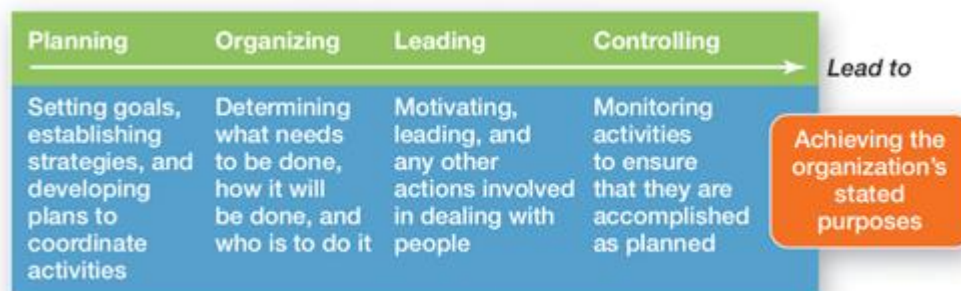 Planning
Organizing
Leading
Controlling
Lead to
Setting goals,
establishing
strategies, and
developing
plans to
coordinate
activities
Determining
what needs
to be done,
how it will
be done, and
who is to do it
Motivating,
leading, and
any other
actions involved
in dealing with
people
Monitoring
activities
to ensure
that they are
accomplished
as planned
Achieving the
organization's
stated
purposes